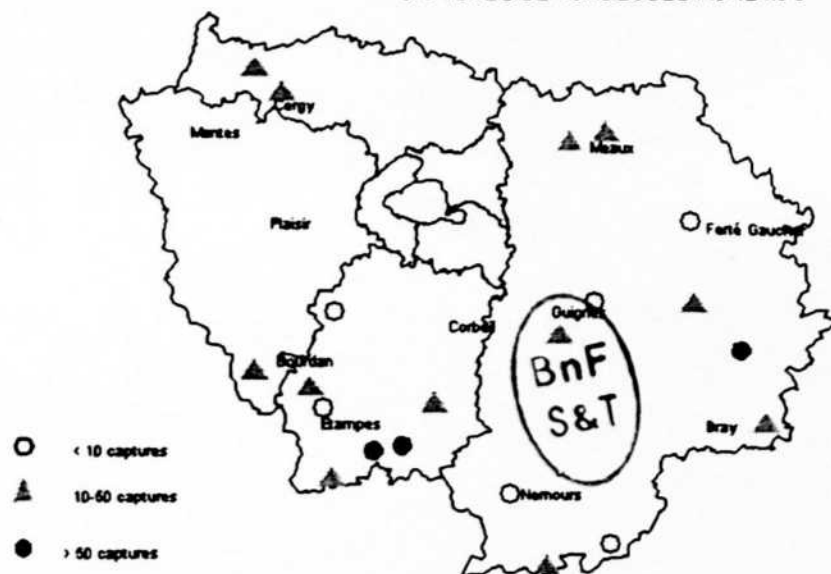 Cergy
Mantes
Meaux
Plaisir
Ferté Gaucher
Guignes
Corbeil
BnF
Dourdan
S&T
Etampes
Bray
< 10 captures
10-50 captures
Nemours
> 50 captures